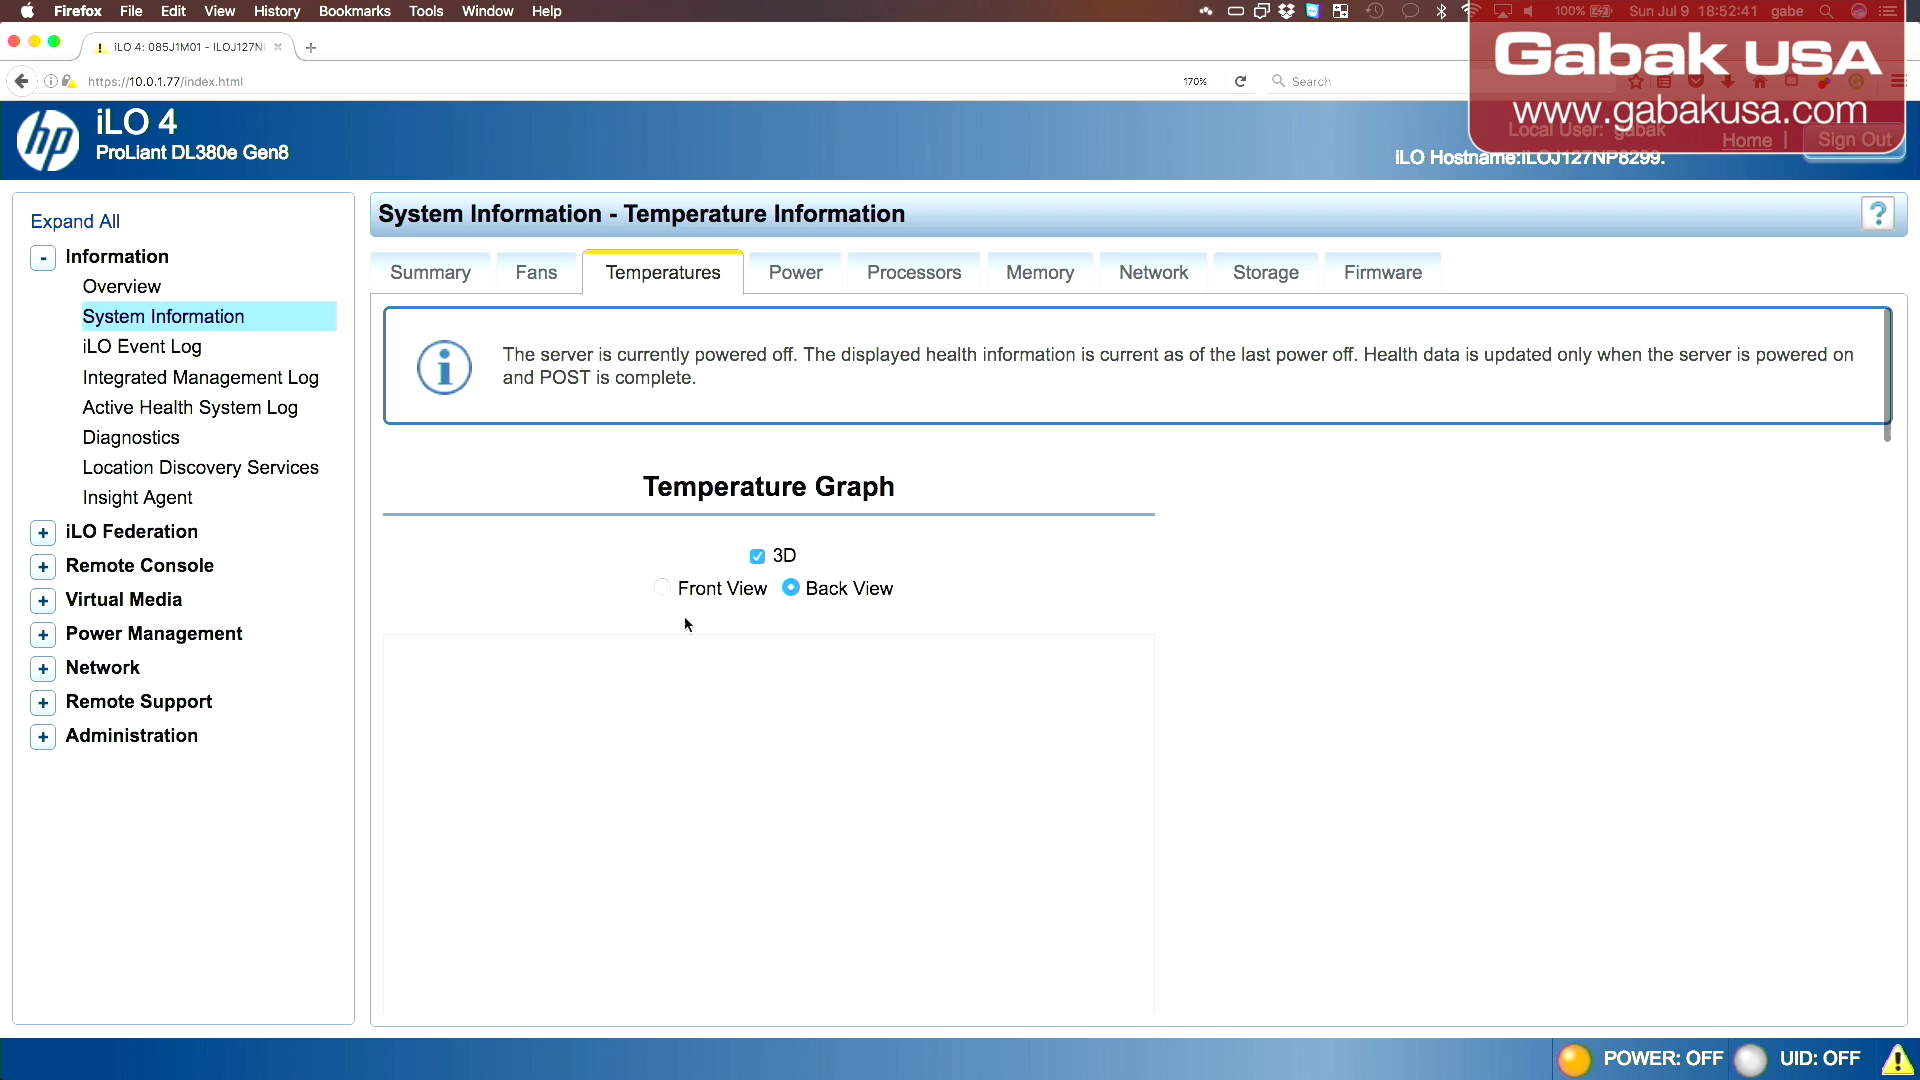 Firefox File Edit View History Bookmarks Tools Window Help
100% Sun Jul 9 18:52:41 gabe
iLO 4: 085J1M01 - ILOJ127N
https://10.0.1.77/index.html
170%
Search
Gabak USA
www.gabakusa.com
hp
iLO 4
ProLiant DL380e Gen8
Local User: gabak
iLO Hostname:ILOJ127NP8299.
Home | Sign Out
Expand All
- Information
Overview
System Information
iLO Event Log
Integrated Management Log
Active Health System Log
Diagnostics
Location Discovery Services
Insight Agent
+ iLO Federation
+ Remote Console
+ Virtual Media
+ Power Management
+ Network
+ Remote Support
+ Administration
System Information - Temperature Information
?
Summary Fans Temperatures Power Processors Memory Network Storage Firmware
The server is currently powered off. The displayed health information is current as of the last power off. Health data is updated only when the server is powered on
and POST is complete.
Temperature Graph
3D
Front View Back View
POWER: OFF UID: OFF